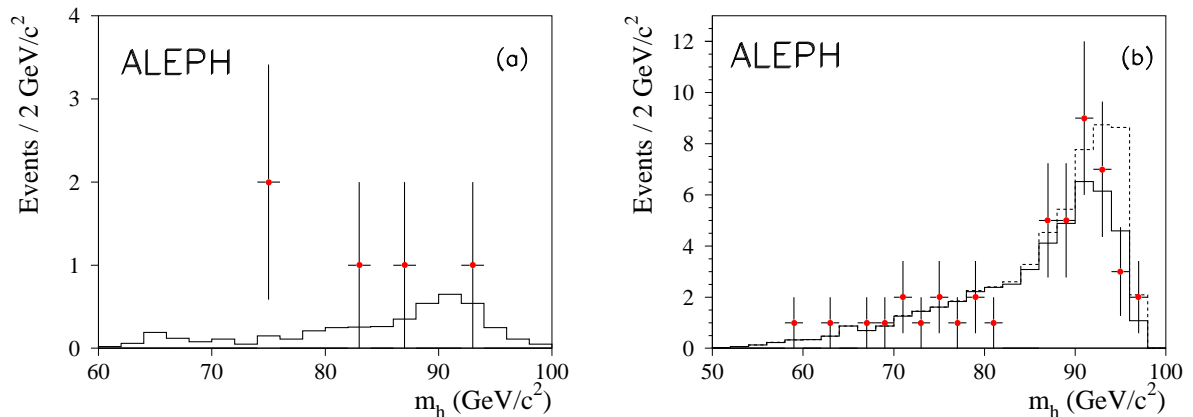 Events / 2 GeV/c²
4
3
2
1
0
ALEPH
(a)
60 70 80 90 100
m_h (GeV/c²)
Events / 2 GeV/c²
12
10
8
6
4
2
0
ALEPH
(b)
50 60 70 80 90 100
m_h (GeV/c²)